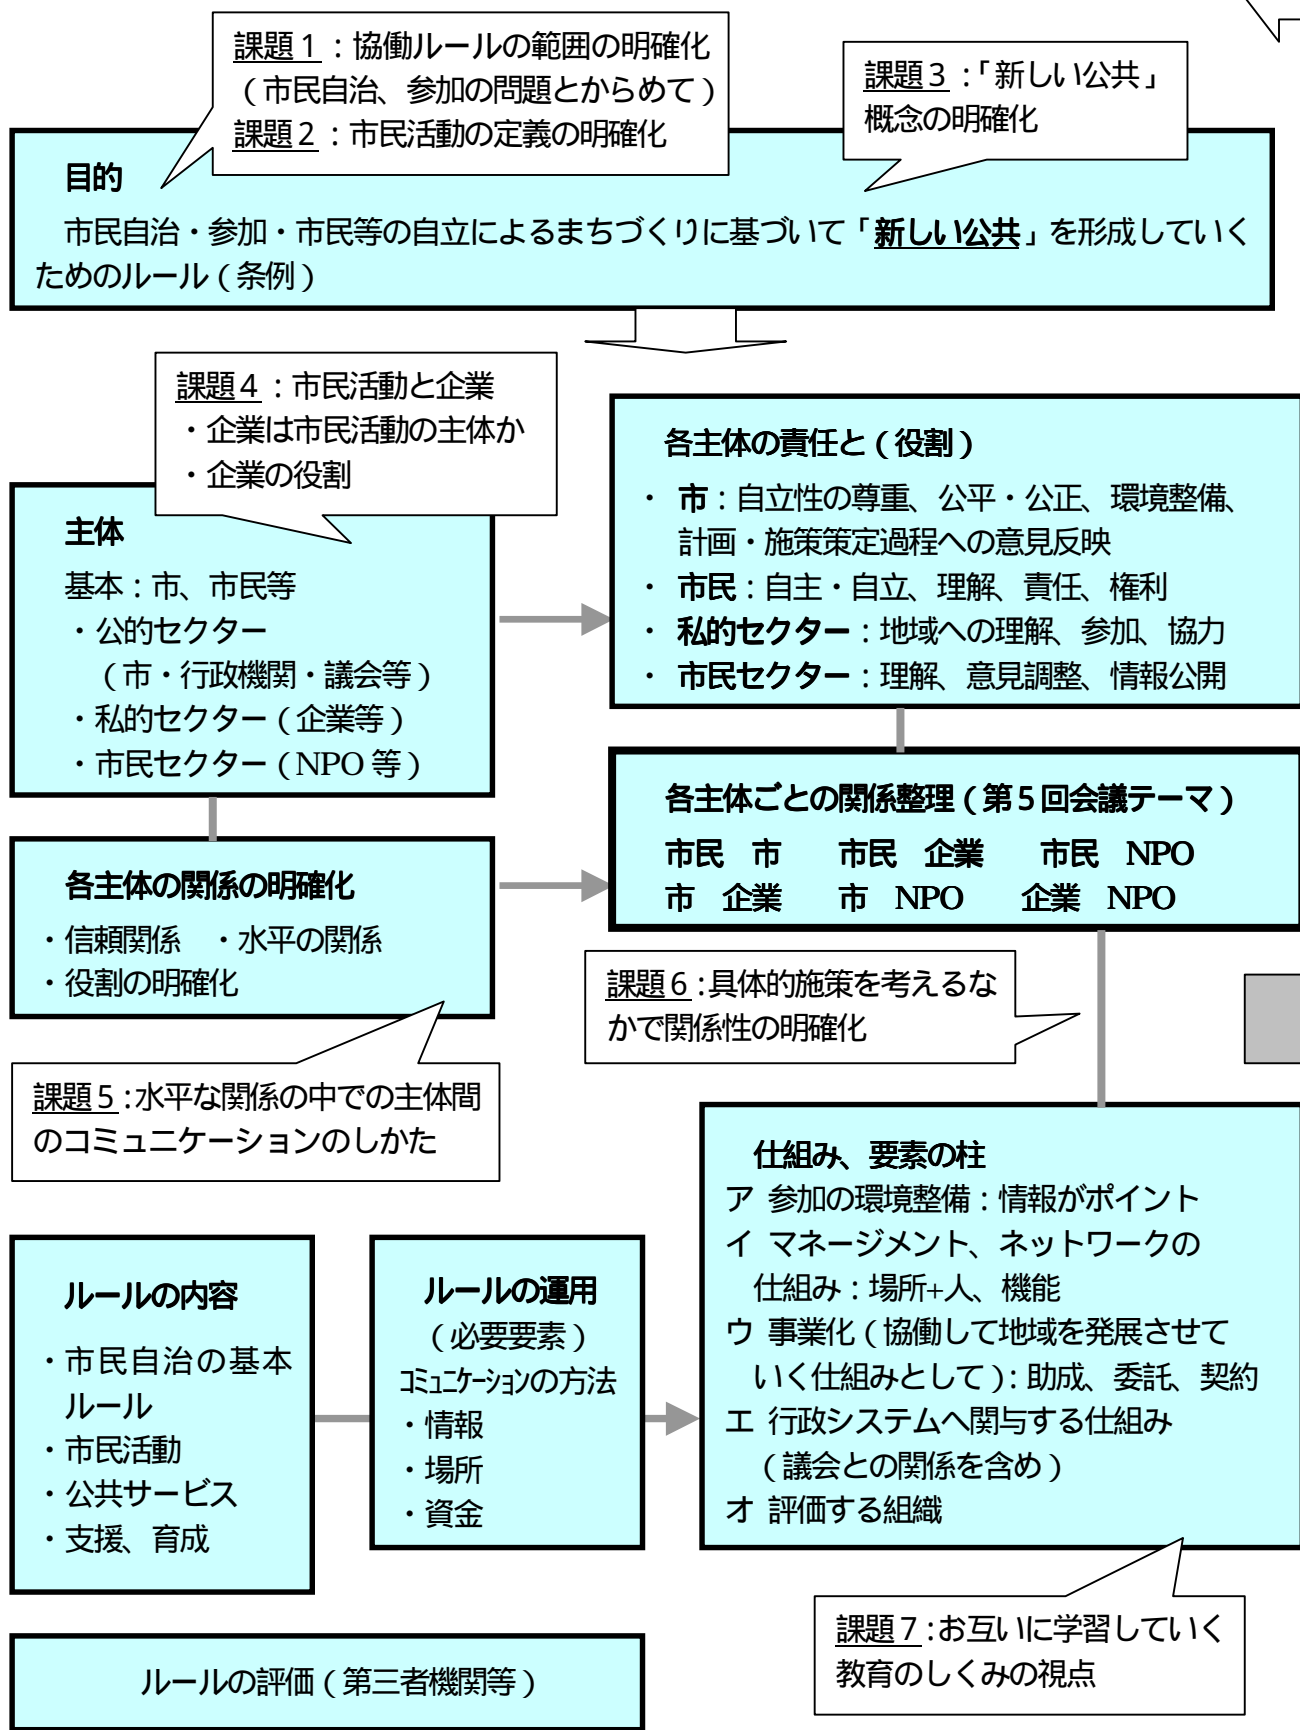 課題1：協働ルールの範囲の明確化
（市民自治、参加の問題とからめて）
課題2：市民活動の定義の明確化
課題3：「新しい公共」
概念の明確化
目的
市民自治・参加・市民等の自立によるまちづくりに基づいて「新しい公共」を形成していく
ためのルール（条例）
課題4：市民活動と企業
・企業は市民活動の主体か
・企業の役割
主体
基本：市、市民等
・公的セクター
（市・行政機関・議会等）
・私的セクター（企業等）
・市民セクター（NPO等）
各主体の責任と（役割）
・ 市：自立性の尊重、公平・公正、環境整備、
計画・施策策定過程への意見反映
・ 市民：自主・自立、理解、責任、権利
・ 私的セクター：地域への理解、参加、協力
・ 市民セクター：理解、意見調整、情報公開
各主体の関係の明確化
・信頼関係　・水平の関係
・役割の明確化
各主体ごとの関係整理（第5回会議テーマ）
市民　市　　市民　企業　　市民　NPO
市　企業　　市　NPO　　企業　NPO
課題5：水平な関係の中での主体間
のコミュニケーションのしかた
課題6：具体的施策を考えるな
かで関係性の明確化
ルールの内容
・市民自治の基本
ルール
・市民活動
・公共サービス
・支援、育成
ルールの運用
（必要要素）
ｺﾐｭﾆｹｰｼｮﾝの方法
・情報
・場所
・資金
仕組み、要素の柱
ア 参加の環境整備：情報がポイント
イ マネージメント、ネットワークの
仕組み：場所+人、機能
ウ 事業化（協働して地域を発展させて
いく仕組みとして）：助成、委託、契約
エ 行政システムへ関与する仕組み
（議会との関係を含め）
オ 評価する組織
課題7：お互いに学習していく
教育のしくみの視点
ルールの評価（第三者機関等）